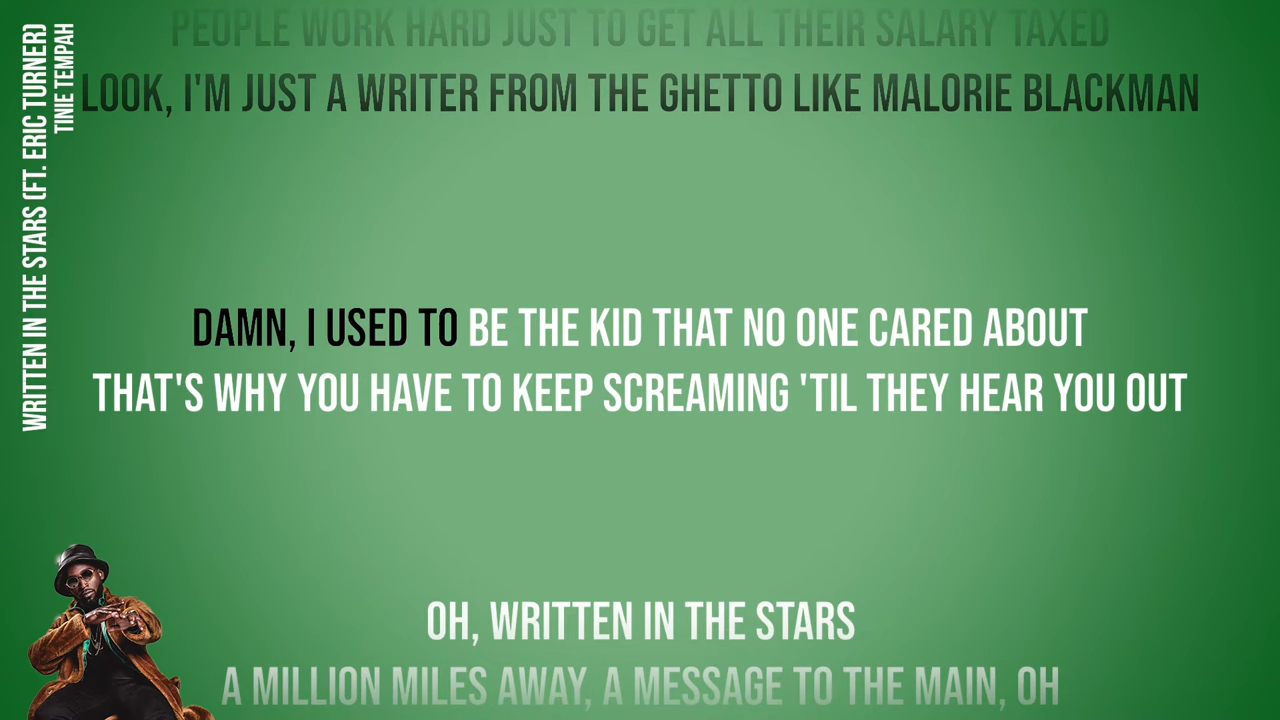 WRITTEN IN THE STARS (FT. ERIC TURNER)
TINIE TEMPAH
PEOPLE WORK HARD JUST TO GET ALL THEIR SALARY TAXED
LOOK, I'M JUST A WRITER FROM THE GHETTO LIKE MALORIE BLACKMAN
DAMN, I USED TO BE THE KID THAT NO ONE CARED ABOUT
THAT'S WHY YOU HAVE TO KEEP SCREAMING 'TIL THEY HEAR YOU OUT
OH, WRITTEN IN THE STARS
A MILLION MILES AWAY, A MESSAGE TO THE MAIN, OH